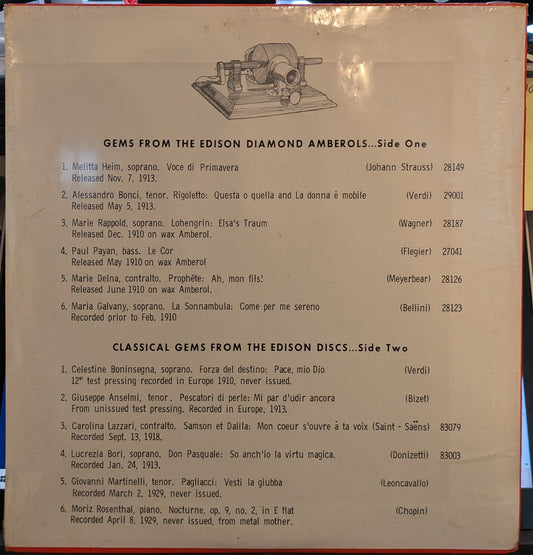 GEMS FROM THE EDISON DIAMOND AMBEROLS...Side One
1. Melitta Heim, soprano. Voce di Primavera (Johann Strauss) 28149
Released Nov. 7, 1913.
2. Alessandro Bonci, tenor. Rigoletto: Questa o quella and La donna è mobile (Verdi) 29001
Released May 5, 1913.
3. Marie Rappold, soprano. Lohengrin: Elsa's Traum (Wagner) 28187
Released Dec. 1910 on wax Amberol.
4. Paul Payan, bass. Le Cor (Flegier) 27041
Released May 1910 on wax Amberol
5. Marie Delna, contralto. Prophête: Ah, mon fils! (Meyerbear) 28126
Released June 1910 on wax Amberol.
6. Maria Galvany, soprano. La Sonnambula: Come per me sereno (Bellini) 28123
Recorded prior to Feb. 1910
CLASSICAL GEMS FROM THE EDISON DISCS...Side Two
1. Celestine Boninsegna, soprano. Forza del destino: Pace, mio Dio (Verdi)
12" test pressing recorded in Europe 1910, never issued.
2. Giuseppe Anselmi, tenor . Pescatori di perle: Mi par d'udir ancora (Bizet)
From unissued test pressing. Recorded in Europe, 1913.
3. Carolina Lazzari, contralto. Samson et Dalila: Mon coeur s'ouvre à ta voix (Saint - Saëns) 83079
Recorded Sept. 13, 1918.
4. Lucrezia Bori, soprano. Don Pasquale: So anch'io la virtu magica. (Donizetti) 83003
Recorded Jan. 24, 1913.
5. Giovanni Martinelli, tenor. Pagliacci: Vesti la giubba (Leoncavallo)
Recorded March 2, 1929, never issued.
6. Moriz Rosenthal, piano. Nocturne, op. 9, no. 2, in E flat (Chopin)
Recorded April 8, 1929, never issued, from metal mother.